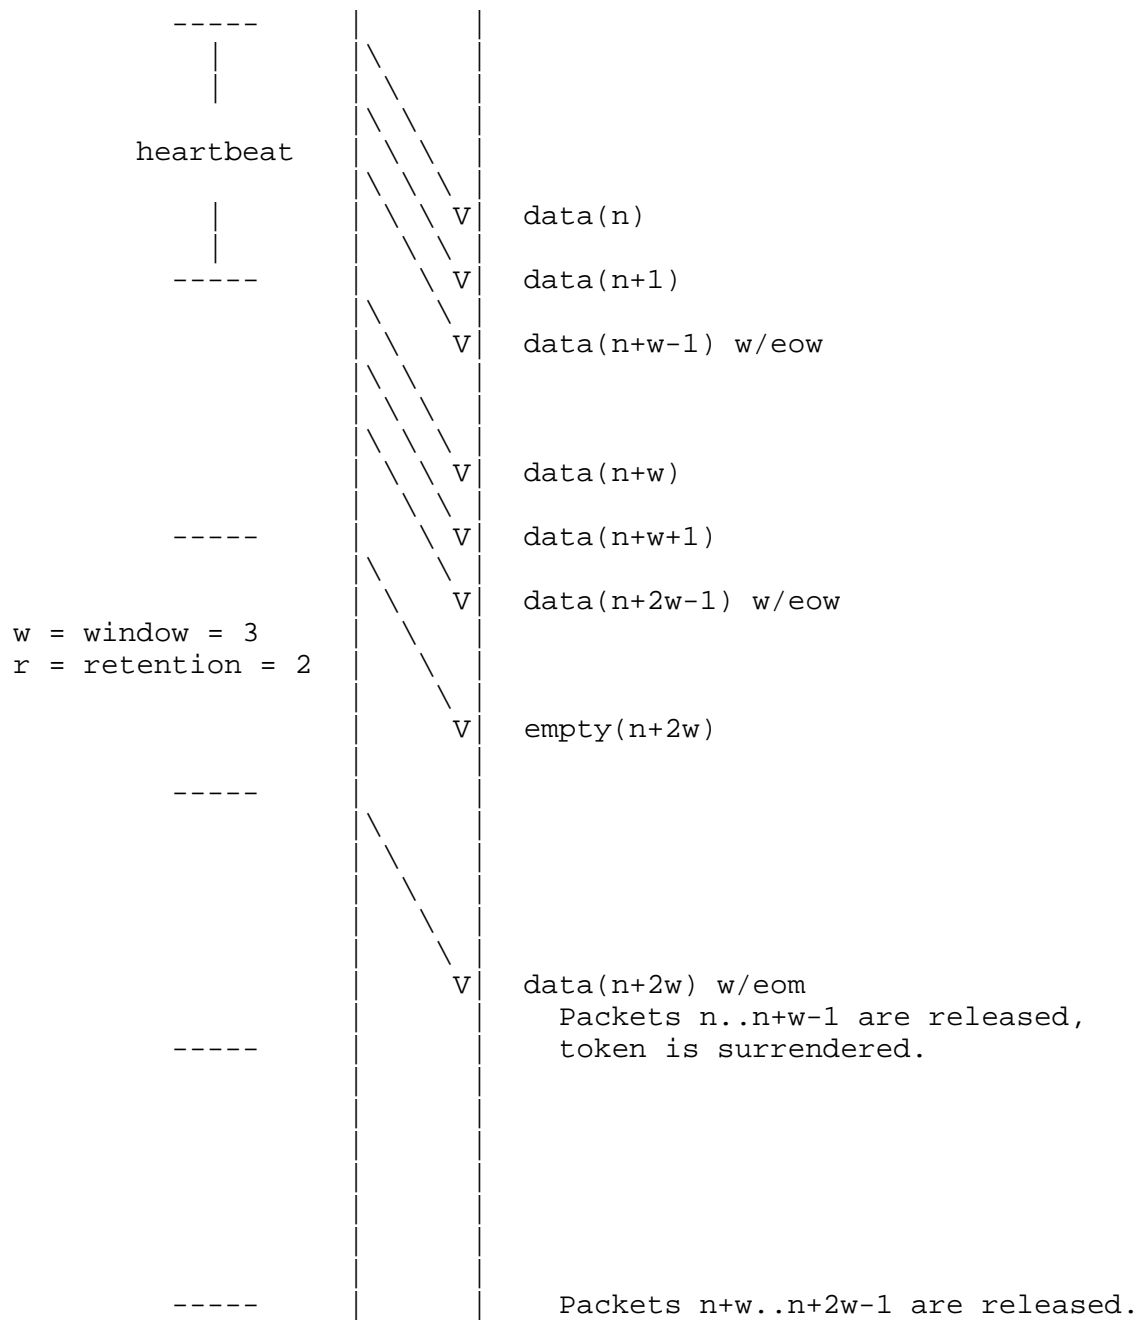 heartbeat
data(n)
data(n+1)
data(n+w-1) w/eow
data(n+w)
data(n+w+1)
data(n+2w-1) w/eow
w = window = 3
r = retention = 2
empty(n+2w)
data(n+2w) w/eom
Packets n..n+w-1 are released,
token is surrendered.
Packets n+w..n+2w-1 are released.